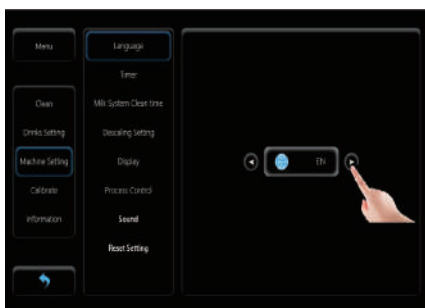 Menu
Clean
Drinks Setting
Machine Setting
Calibrate
Information
Language
Timer
Milk System Clean time
Descaling Setting
Display
Process Control
Sound
Reset Setting
EN